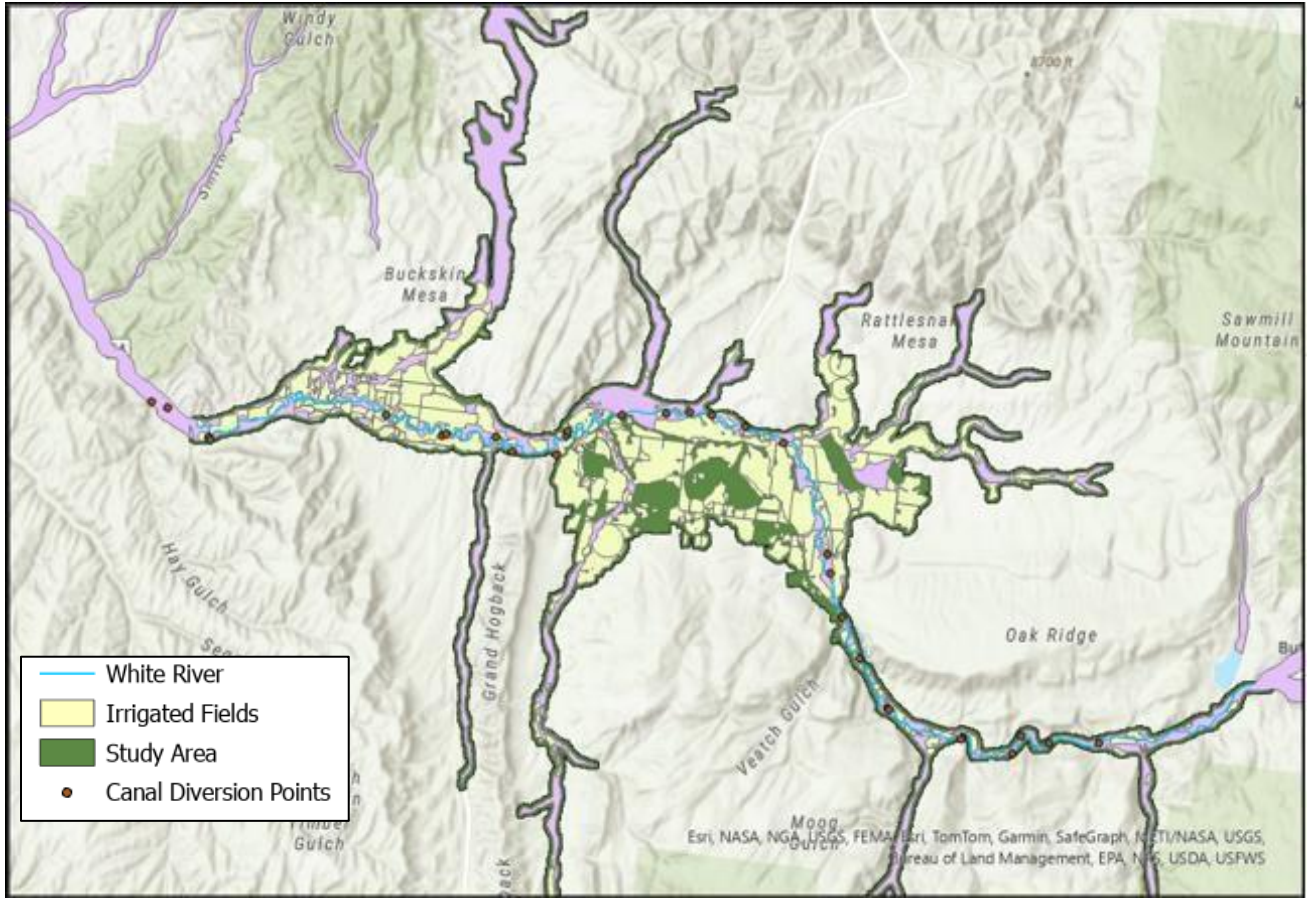 Windy
Gulch
8700 ft
Buckskin
Mesa
Mesa
Sawmill
Mountain
Hay Gulch
Grand Hogback
Oak Ridge
Veatch Gulch
White River
Irrigated Fields
Study Area
Canal Diversion Points
Gulch
Esri, NASA, NGA, USGS, FEMA, Esri, TomTom, Garmin, SafeGraph, METI/NASA, USGS,
Bureau of Land Management, EPA, NPS, USDA, USFWS